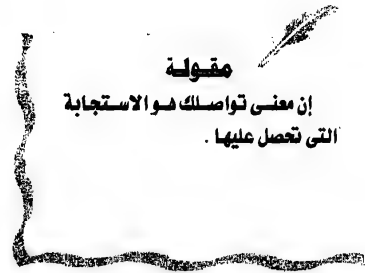 مقولة
إن معنى تواصلك هو الاستجابة
التى تحصل عليها .